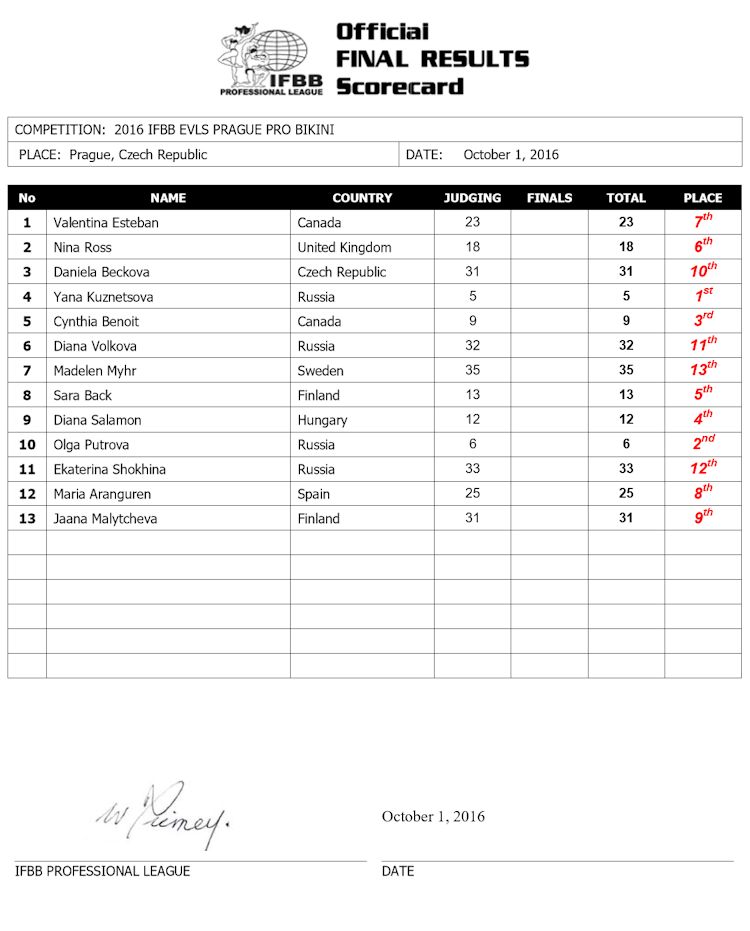 Official
FINAL RESULTS
Scorecard
IFBB
PROFESSIONAL LEAGUE
COMPETITION: 2016 IFBB EVLS PRAGUE PRO BIKINI
PLACE: Prague, Czech Republic DATE: October 1, 2016
No NAME COUNTRY JUDGING FINALS TOTAL PLACE
1 Valentina Esteban Canada 23 23 7th
2 Nina Ross United Kingdom 18 18 6th
3 Daniela Beckova Czech Republic 31 31 10th
4 Yana Kuznetsova Russia 5 5 1st
5 Cynthia Benoit Canada 9 9 3rd
6 Diana Volkova Russia 32 32 11th
7 Madelen Myhr Sweden 35 35 13th
8 Sara Back Finland 13 13 5th
9 Diana Salamon Hungary 12 12 4th
10 Olga Putrova Russia 6 6 2nd
11 Ekaterina Shokhina Russia 33 33 12th
12 Maria Aranguren Spain 25 25 8th
13 Jaana Malytcheva Finland 31 31 9th
October 1, 2016
IFBB PROFESSIONAL LEAGUE DATE